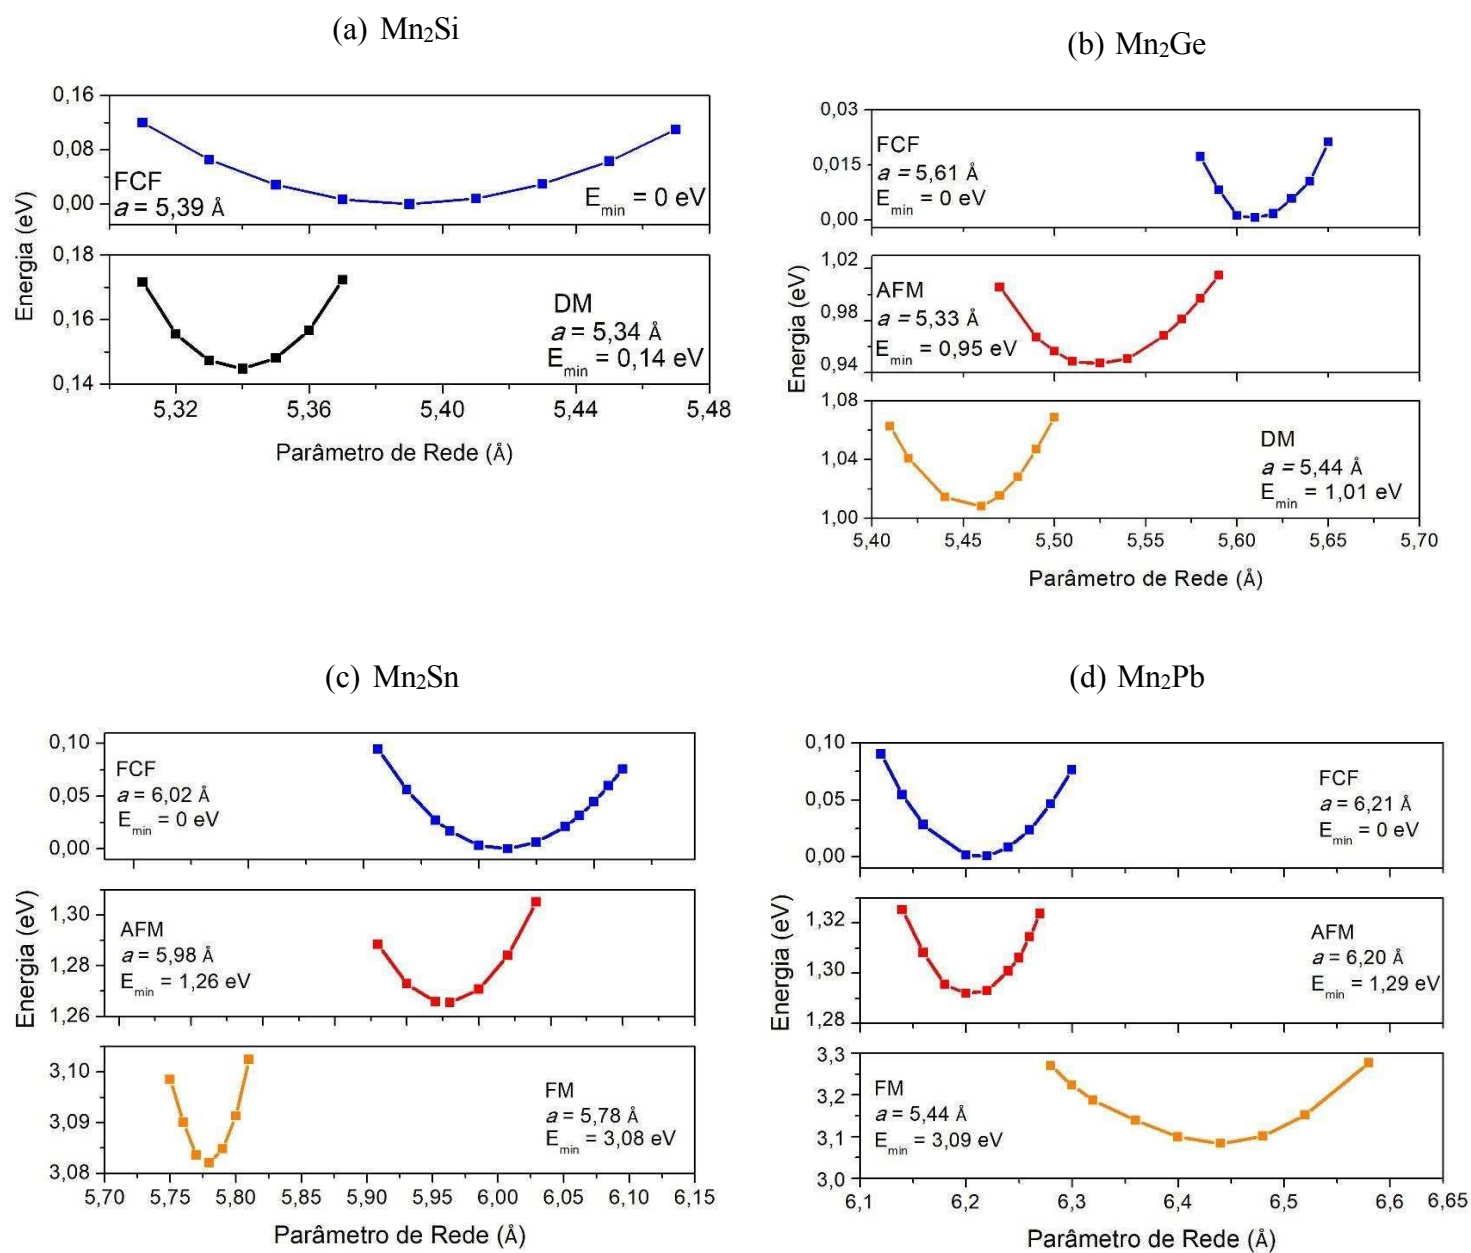 (a) Mn₂Si
0,16
0,08
0,00
FCF
a = 5,39 Å
E_min = 0 eV
Energia (eV)
0,18
0,16
0,14
DM
a = 5,34 Å
E_min = 0,14 eV
5,32 5,36 5,40 5,44 5,48
Parâmetro de Rede (Å)
(b) Mn₂Ge
0,03
0,015
0,00
FCF
a = 5,61 Å
E_min = 0 eV
Energia (eV)
1,02
0,98
0,94
AFM
a = 5,33 Å
E_min = 0,95 eV
1,08
1,04
1,00
DM
a = 5,44 Å
E_min = 1,01 eV
5,40 5,45 5,50 5,55 5,60 5,65 5,70
Parâmetro de Rede (Å)
(c) Mn₂Sn
0,10
0,05
0,00
FCF
a = 6,02 Å
E_min = 0 eV
Energia (eV)
1,30
1,28
1,26
AFM
a = 5,98 Å
E_min = 1,26 eV
3,10
3,09
3,08
FM
a = 5,78 Å
E_min = 3,08 eV
5,70 5,75 5,80 5,85 5,90 5,95 6,00 6,05 6,10 6,15
Parâmetro de Rede (Å)
(d) Mn₂Pb
0,10
0,05
0,00
FCF
a = 6,21 Å
E_min = 0 eV
Energia (eV)
1,32
1,30
1,28
AFM
a = 6,20 Å
E_min = 1,29 eV
3,3
3,2
3,1
3,0
FM
a = 5,44 Å
E_min = 3,09 eV
6,1 6,2 6,3 6,4 6,5 6,6 6,65
Parâmetro de Rede (Å)